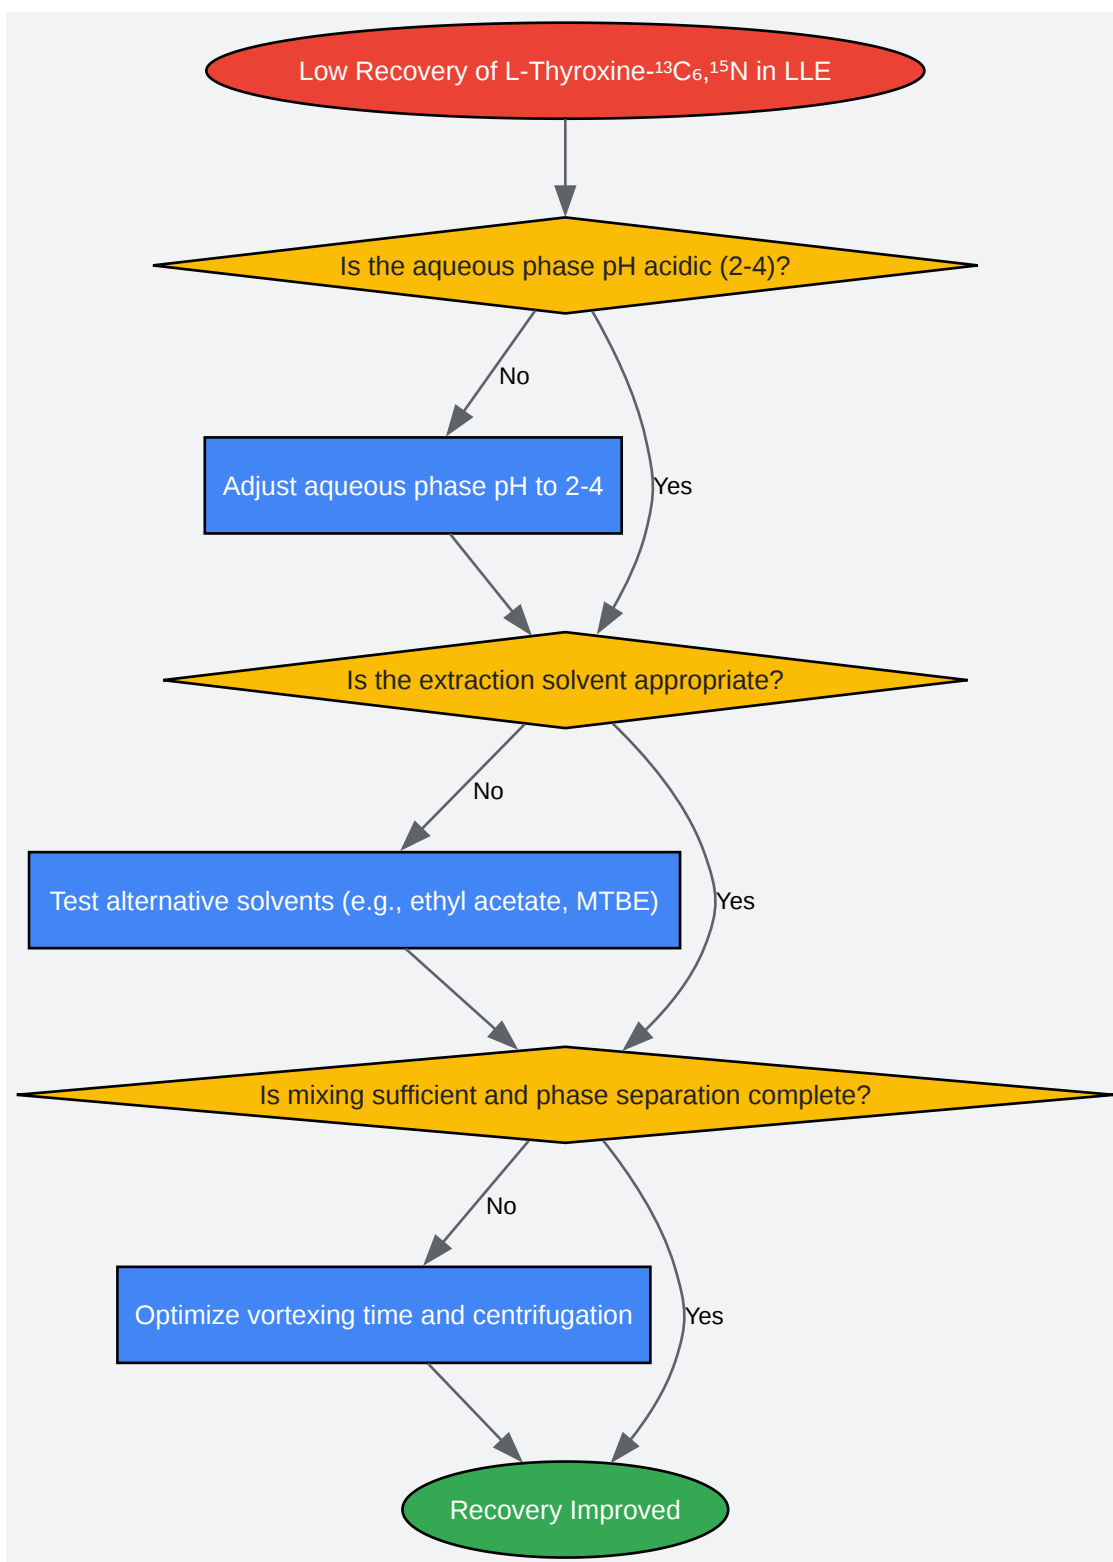 Low Recovery of L-Thyroxine-¹³C₆,¹⁵N in LLE
Is the aqueous phase pH acidic (2-4)?
No
Adjust aqueous phase pH to 2-4
Yes
Is the extraction solvent appropriate?
No
Test alternative solvents (e.g., ethyl acetate, MTBE)
Yes
Is mixing sufficient and phase separation complete?
No
Optimize vortexing time and centrifugation
Yes
Recovery Improved